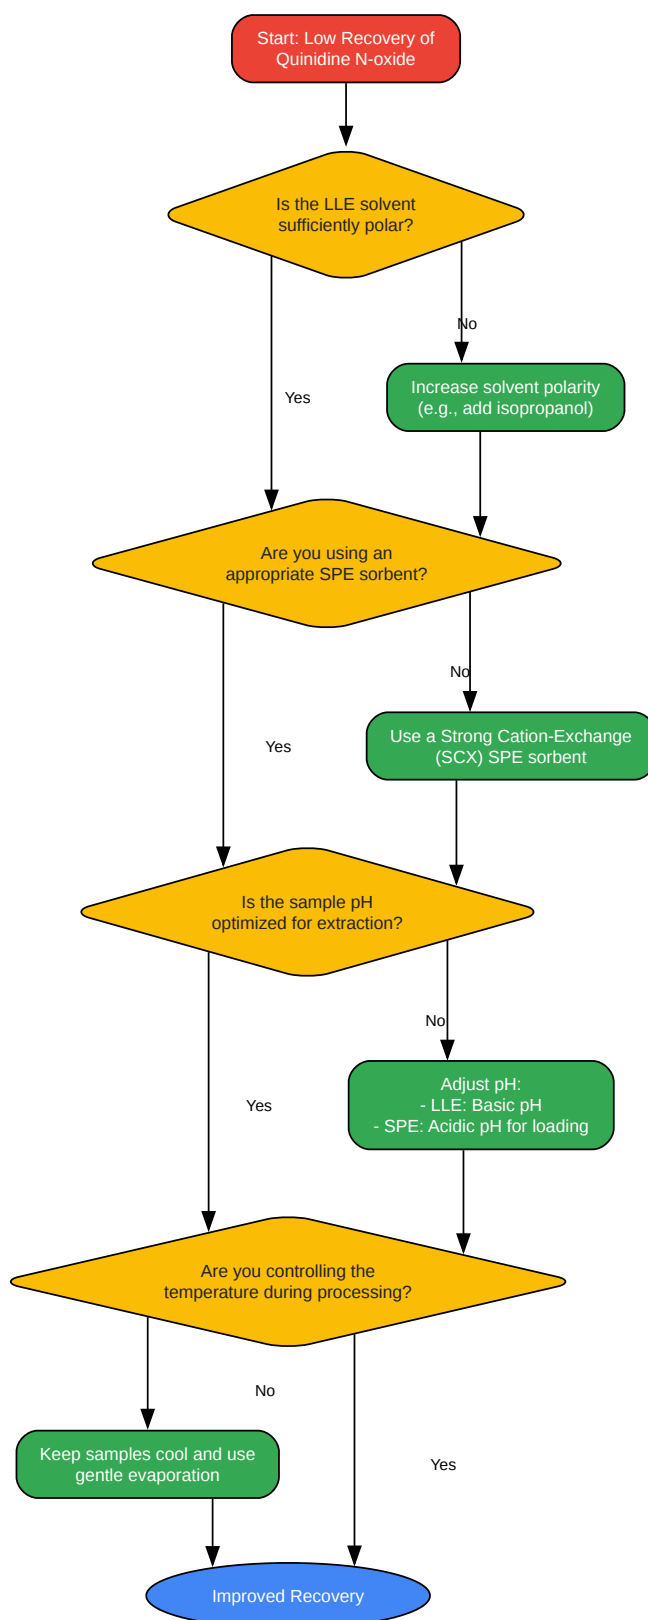 Start: Low Recovery of
Quinidine N-oxide
Is the LLE solvent
sufficiently polar?
No
Increase solvent polarity
(e.g., add isopropanol)
Yes
Are you using an
appropriate SPE sorbent?
No
Use a Strong Cation-Exchange
(SCX) SPE sorbent
Yes
Is the sample pH
optimized for extraction?
No
Adjust pH:
- LLE: Basic pH
- SPE: Acidic pH for loading
Yes
Are you controlling the
temperature during processing?
No
Keep samples cool and use
gentle evaporation
Yes
Improved Recovery